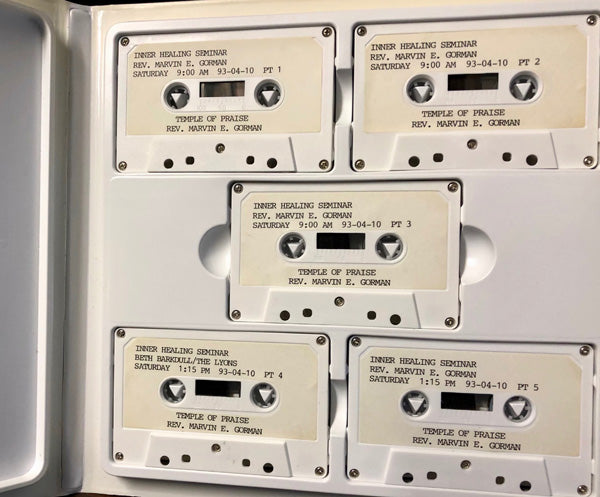 INNER HEALING SEMINAR
REV. MARVIN E. GORMAN
SATURDAY 9:00 AM 93-04-10 PT 1
TEMPLE OF PRAISE
REV. MARVIN E. GORMAN
INNER HEALING SEMINAR
REV. MARVIN E. GORMAN
SATURDAY 9:00 AM 93-04-10 PT 2
TEMPLE OF PRAISE
REV. MARVIN E. GORMAN
INNER HEALING SEMINAR
REV. MARVIN E. GORMAN
SATURDAY 9:00 AM 93-04-10 PT 3
TEMPLE OF PRAISE
REV. MARVIN E. GORMAN
INNER HEALING SEMINAR
BETH BARKDULL/THE LYONS
SATURDAY 1:15 PM 93-04-10 PT 4
TEMPLE OF PRAISE
REV. MARVIN E. GORMAN
INNER HEALING SEMINAR
REV. MARVIN E. GORMAN
SATURDAY 1:15 PM 93-04-10 PT 5
TEMPLE OF PRAISE
REV. MARVIN E. GORMAN